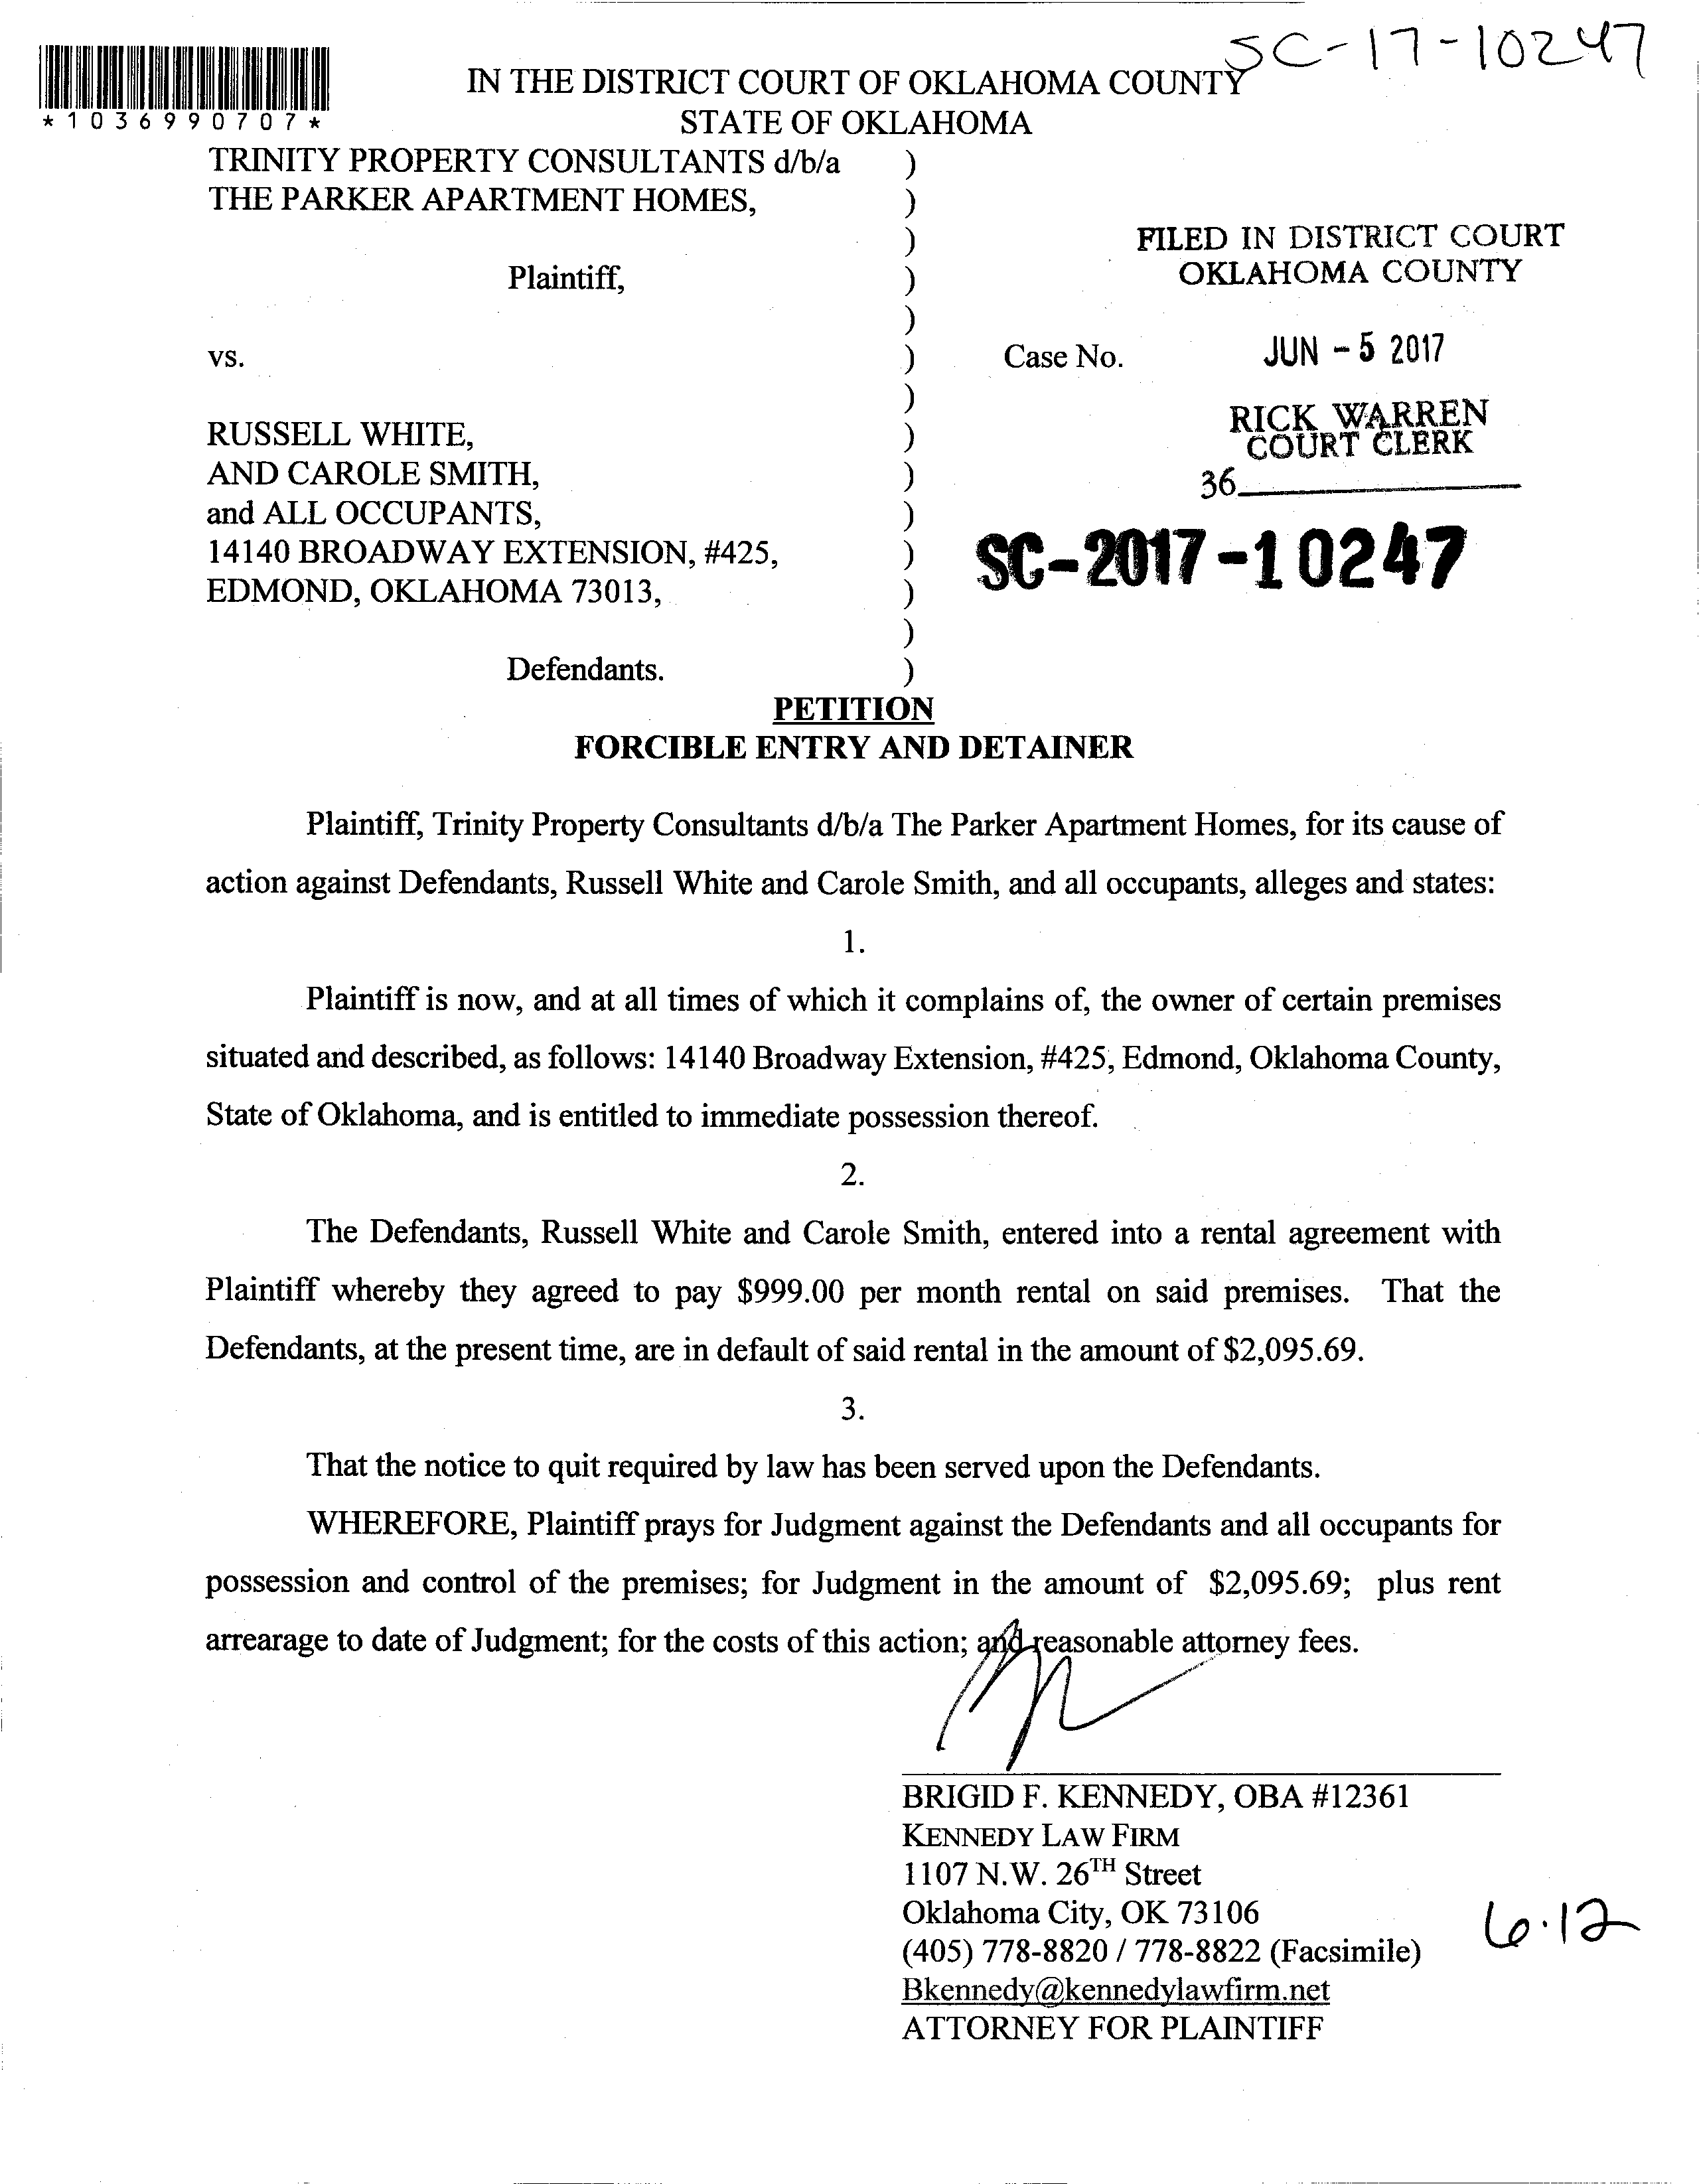 SC-17-10247
*1036990707*
IN THE DISTRICT COURT OF OKLAHOMA COUNTY
STATE OF OKLAHOMA
TRINITY PROPERTY CONSULTANTS d/b/a )
THE PARKER APARTMENT HOMES, )
)
FILED IN DISTRICT COURT
Plaintiff, )
OKLAHOMA COUNTY
)
vs. ) Case No.
JUN - 5 2017
)
RICK WARREN
RUSSELL WHITE, )
COURT CLERK
AND CAROLE SMITH, )
36
and ALL OCCUPANTS, )
14140 BROADWAY EXTENSION, #425, )
SC-2017-10247
EDMOND, OKLAHOMA 73013, )
)
Defendants. )
PETITION
FORCIBLE ENTRY AND DETAINER
Plaintiff, Trinity Property Consultants d/b/a The Parker Apartment Homes, for its cause of
action against Defendants, Russell White and Carole Smith, and all occupants, alleges and states:
1.
Plaintiff is now, and at all times of which it complains of, the owner of certain premises
situated and described, as follows: 14140 Broadway Extension, #425, Edmond, Oklahoma County,
State of Oklahoma, and is entitled to immediate possession thereof.
2.
The Defendants, Russell White and Carole Smith, entered into a rental agreement with
Plaintiff whereby they agreed to pay $999.00 per month rental on said premises. That the
Defendants, at the present time, are in default of said rental in the amount of $2,095.69.
3.
That the notice to quit required by law has been served upon the Defendants.
WHEREFORE, Plaintiff prays for Judgment against the Defendants and all occupants for
possession and control of the premises; for Judgment in the amount of $2,095.69; plus rent
arrearage to date of Judgment; for the costs of this action; and reasonable attorney fees.
BRIGID F. KENNEDY, OBA #12361
KENNEDY LAW FIRM
1107 N.W. 26TH Street
Oklahoma City, OK 73106
(405) 778-8820 / 778-8822 (Facsimile)
6.12
Bkennedy@kennedylawfirm.net
ATTORNEY FOR PLAINTIFF